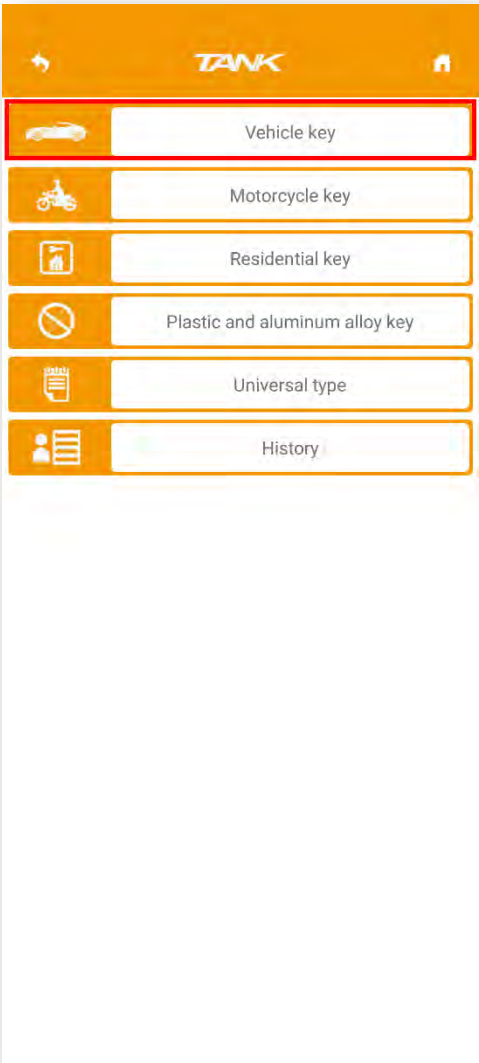 TANK
Vehicle key
Motorcycle key
Residential key
Plastic and aluminum alloy key
Universal type
History